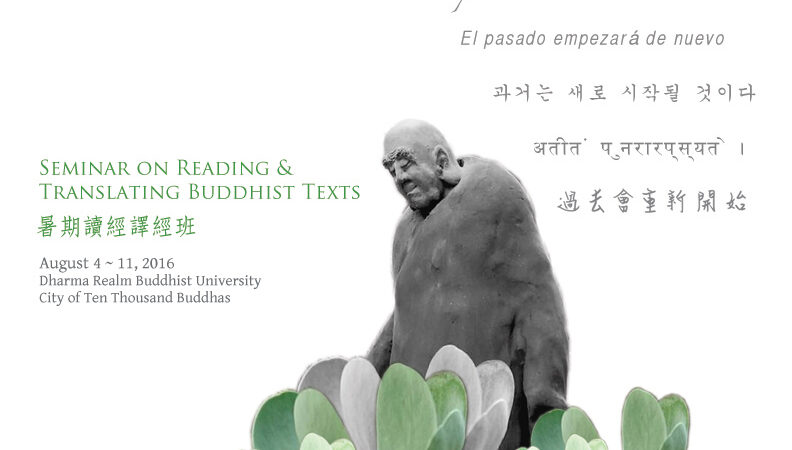 El pasado empezará de nuevo
과거는 새로 시작될 것이다
अतीतं पुनरारप्स्यते ।
過去會重新開始
SEMINAR ON READING &
TRANSLATING BUDDHIST TEXTS
暑期讀經譯經班
August 4 ~ 11, 2016
Dharma Realm Buddhist University
City of Ten Thousand Buddhas